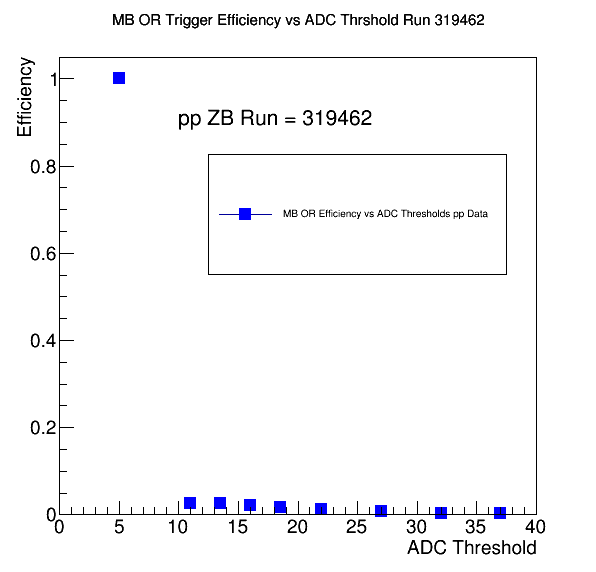 MB OR Trigger Efficiency vs ADC Thrshold Run 319462
Efficiency
1
0.8
0.6
0.4
0.2
0
pp ZB Run = 319462
MB OR Efficiency vs ADC Thresholds pp Data
0 5 10 15 20 25 30 35 40
ADC Threshold